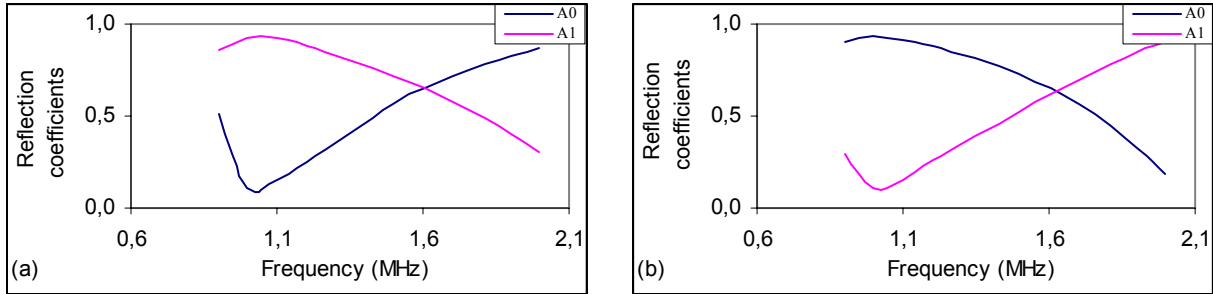 1,0
0,5
0,0
Reflection
coefficients
A0
A1
0,6
1,1
1,6
2,1
Frequency (MHz)
(a)
1,0
0,5
0,0
Reflection
coefficients
A0
A1
0,6
1,1
1,6
2,1
Frequency (MHz)
(b)